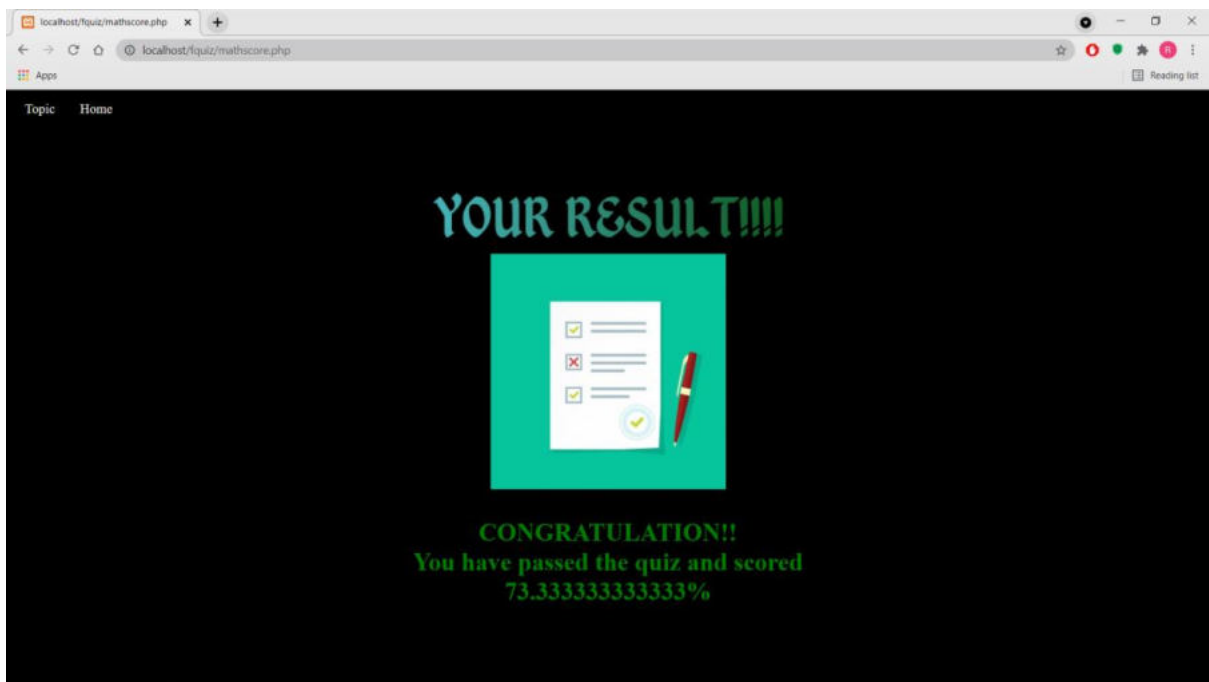 localhost/fquiz/mathscore.php
localhost/fquiz/mathscore.php
Apps
Reading list
Topic Home
YOUR RESULT!!!!
CONGRATULATION!!
You have passed the quiz and scored
73.333333333333%